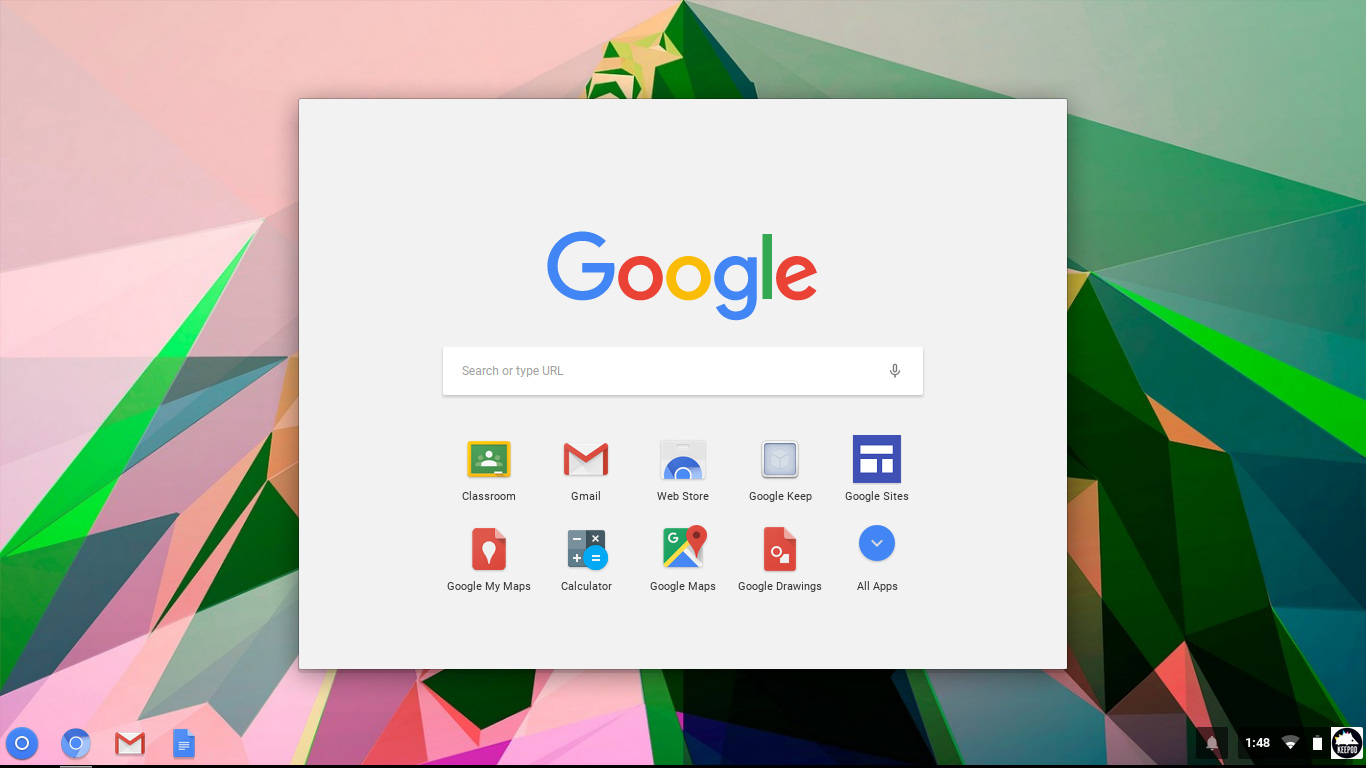 Google
Search or type URL
Classroom
Gmail
Web Store
Google Keep
Google Sites
G
Google My Maps
Calculator
Google Maps
Google Drawings
All Apps
1:48
KEEPOD